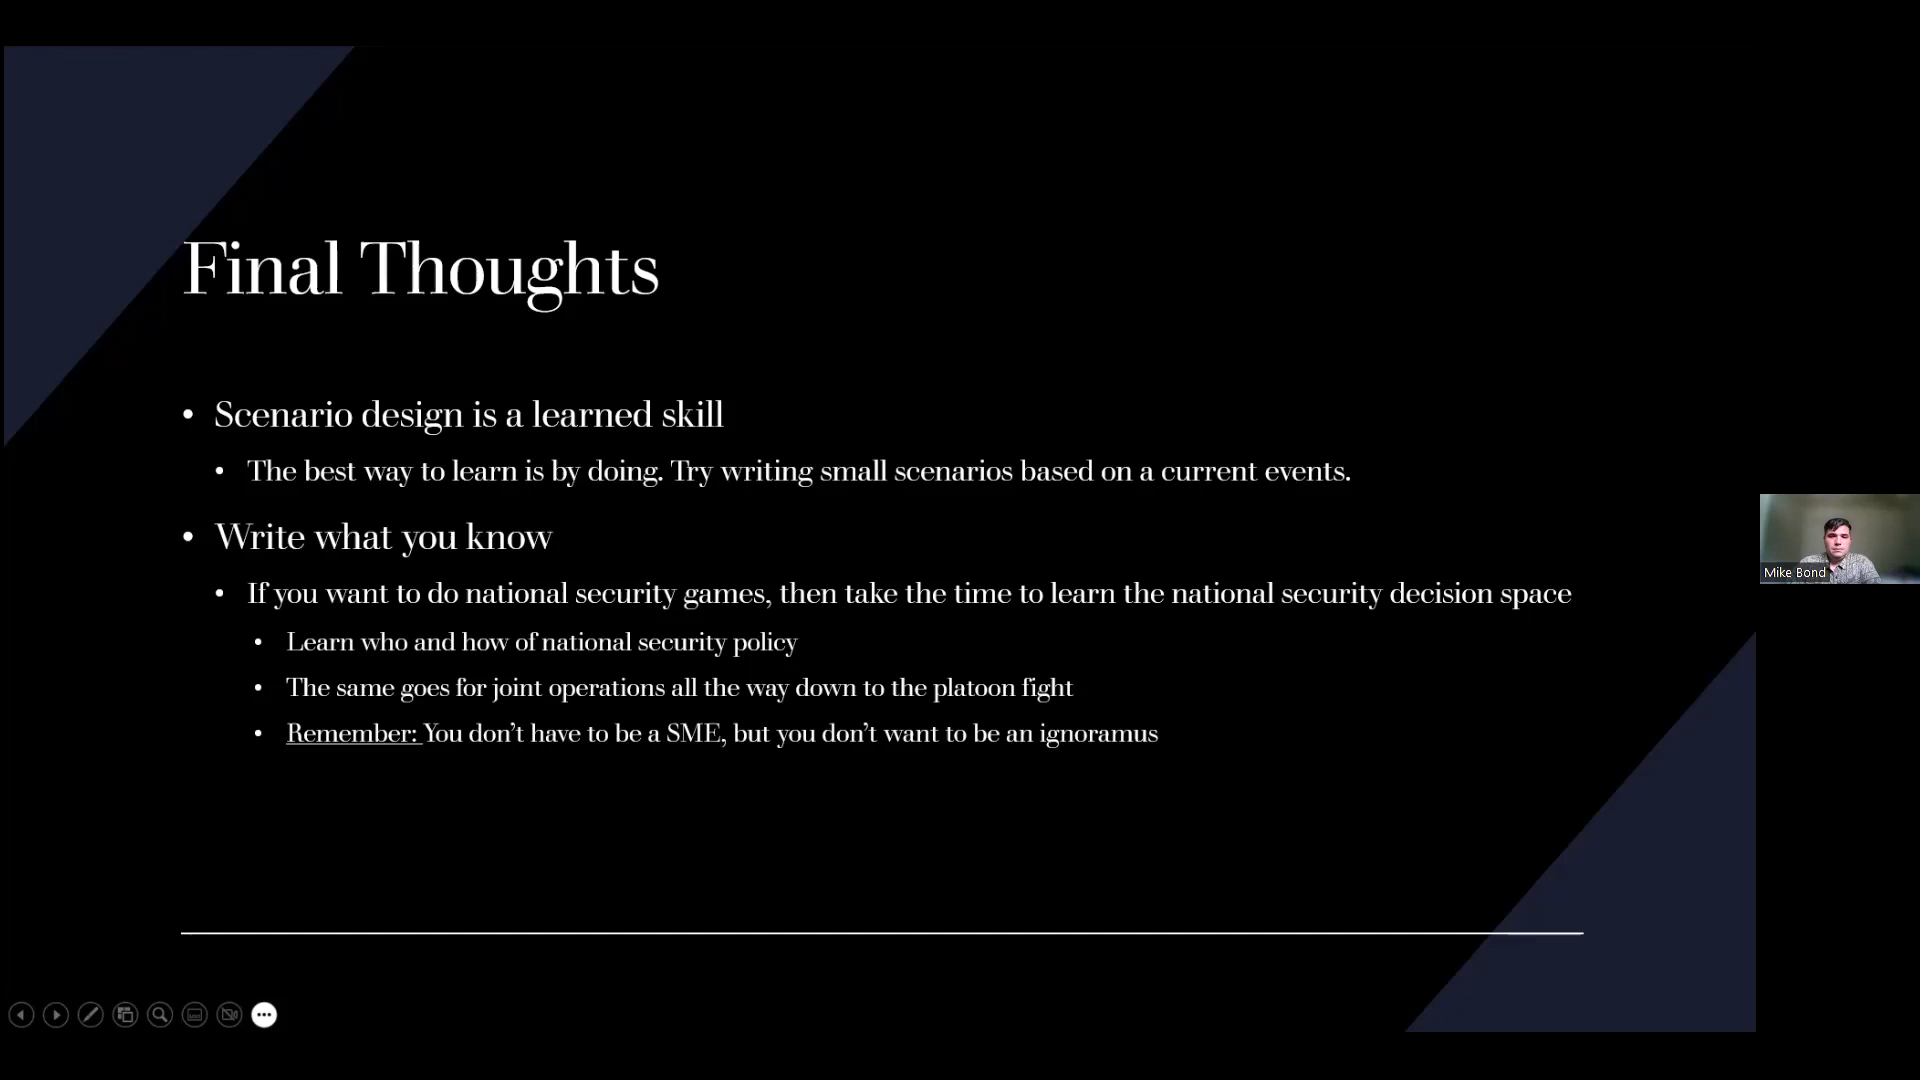 Final Thoughts
• Scenario design is a learned skill
• The best way to learn is by doing. Try writing small scenarios based on a current events.
• Write what you know
• If you want to do national security games, then take the time to learn the national security decision space
• Learn who and how of national security policy
• The same goes for joint operations all the way down to the platoon fight
• Remember: You don’t have to be a SME, but you don’t want to be an ignoramus
Mike Bond